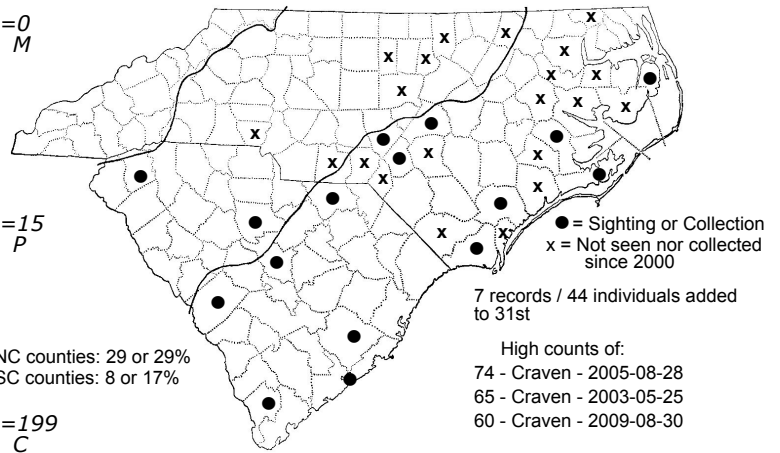 =0
M
=15
P
● = Sighting or Collection
x = Not seen nor collected
since 2000
7 records / 44 individuals added
to 31st
NC counties: 29 or 29%
SC counties: 8 or 17%
High counts of:
74 - Craven - 2005-08-28
65 - Craven - 2003-05-25
60 - Craven - 2009-08-30
=199
C